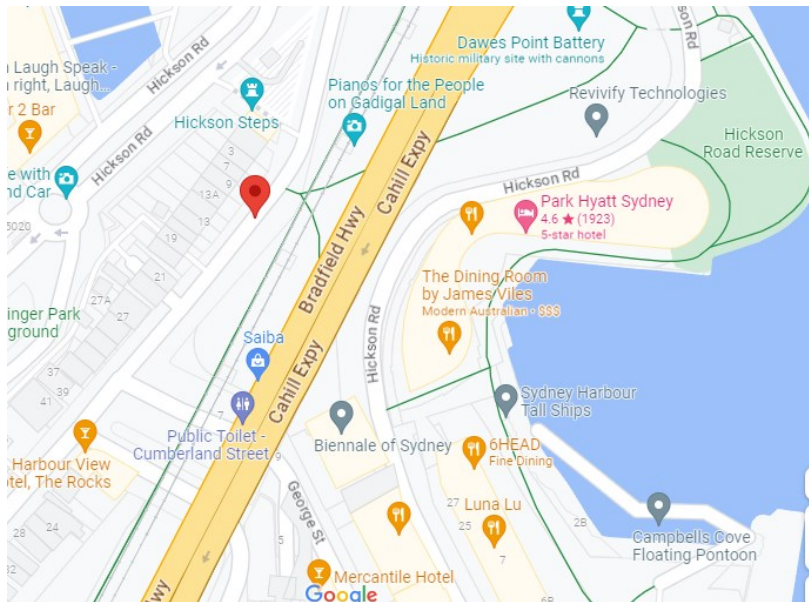 Laugh Speak -
right, Laugh...
2 Bar
Hickson Rd
Hickson Steps
Pianos for the People
on Gadigal Land
Dawes Point Battery
Historic military site with cannons
Revivify Technologies
Hickson
Road Reserve
Hickson Rd
Hickson Rd
with
Car
5020
3
7
9
13A
13
19
21
27A
27
37
39
41
Park
Cahill Expy
Bradfield Hwy
Hickson Rd
Park Hyatt Sydney
4.6 ★ (1923)
5-star hotel
The Dining Room
by James Viles
Modern Australian · $$$
Saiba
Cahill Expy
Hickson Rd
Public Toilet -
Cumberland Street
7
9
Biennale of Sydney
Sydney Harbour
Tall Ships
6HEAD
Fine Dining
Harbour View
The Rocks
28
24
George St
5
27
25
Luna Lu
7
2B
Campbells Cove
Floating Pontoon
Mercantile Hotel
Google
6B